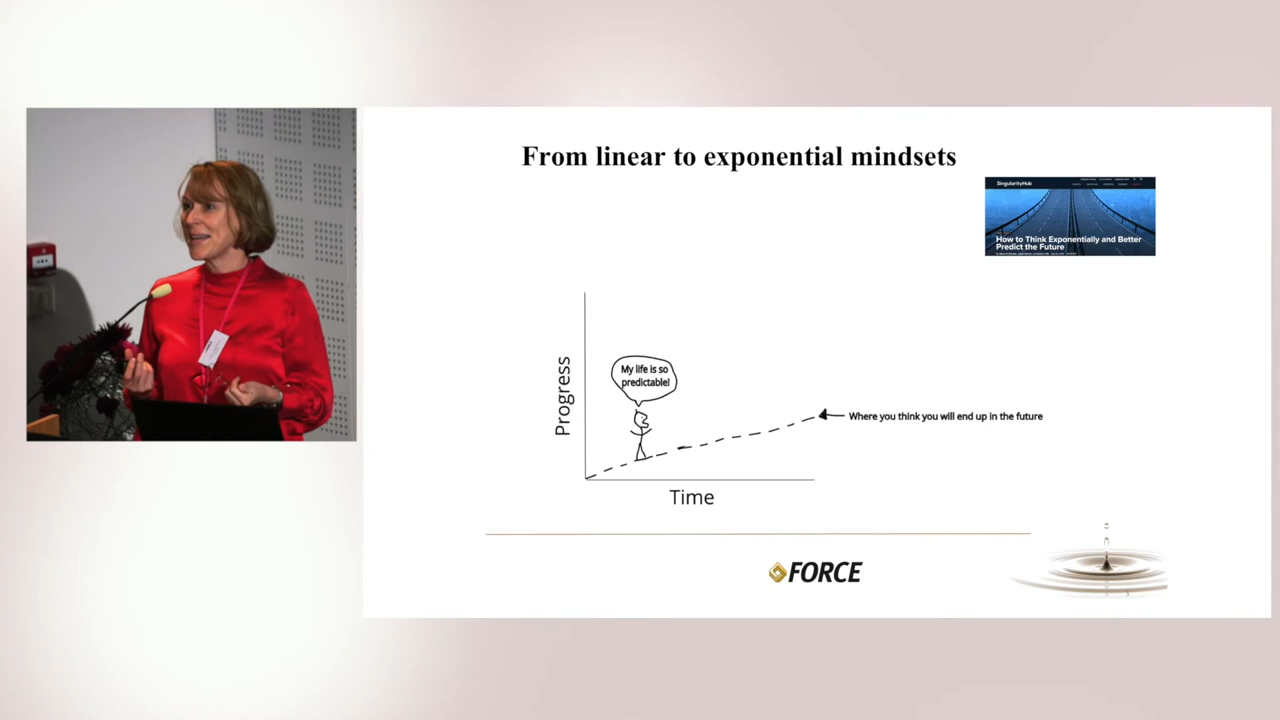 From linear to exponential mindsets
SingularityHub
How to Think Exponentially and Better
Predict the Future
My life is so
predictable!
Progress
Where you think you will end up in the future
Time
FORCE